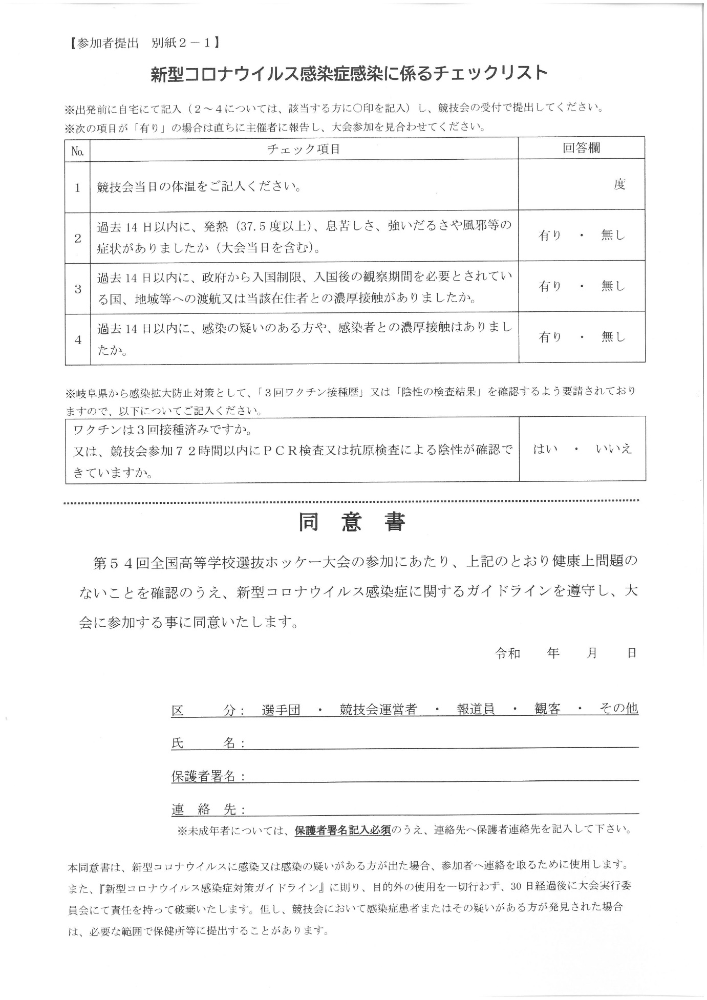 【参加者提出　別紙２－１】
新型コロナウイルス感染症感染に係るチェックリスト
※出発前に自宅にて記入（２～４については、該当する方に〇印を記入）し、競技会の受付で提出してください。
※次の項目が「有り」の場合は直ちに主催者に報告し、大会参加を見合わせてください。
№ チェック項目 回答欄
1 競技会当日の体温をご記入ください。 度
2 過去 14 日以内に、発熱（37.5 度以上）、息苦しさ、強いだるさや風邪等の
症状がありましたか（大会当日を含む）。 有り　・　無し
3 過去 14 日以内に、政府から入国制限、入国後の観察期間を必要とされてい
る国、地域等への渡航又は当該在住者との濃厚接触がありましたか。 有り　・　無し
4 過去 14 日以内に、感染の疑いのある方や、感染者との濃厚接触はありまし
たか。 有り　・　無し
※岐阜県から感染拡大防止対策として、「３回ワクチン接種歴」又は「陰性の検査結果」を確認するよう要請されており
ますので、以下についてご記入ください。
ワクチンは３回接種済みですか。
又は、競技会参加７２時間以内にＰＣＲ検査又は抗原検査による陰性が確認で
きていますか。 はい　・　いいえ
同　意　書
第５４回全国高等学校選抜ホッケー大会の参加にあたり、上記のとおり健康上問題の
ないことを確認のうえ、新型コロナウイルス感染症に関するガイドラインを遵守し、大
会に参加する事に同意いたします。
令和　　年　　月　　日
区　　　分：　選手団　・　競技会運営者　・　報道員　・　観客　・　その他
氏　　　名：
保護者署名：
連　絡　先：
※未成年者については、保護者署名記入必須のうえ、連絡先へ保護者連絡先を記入して下さい。
本同意書は、新型コロナウイルスに感染又は感染の疑いがある方が出た場合、参加者へ連絡を取るために使用します。
また、『新型コロナウイルス感染症対策ガイドライン』に則り、目的外の使用を一切行わず、30 日経過後に大会実行委
員会にて責任を持って破棄いたします。但し、競技会において感染症患者またはその疑いがある方が発見された場合
は、必要な範囲で保健所等に提出することがあります。